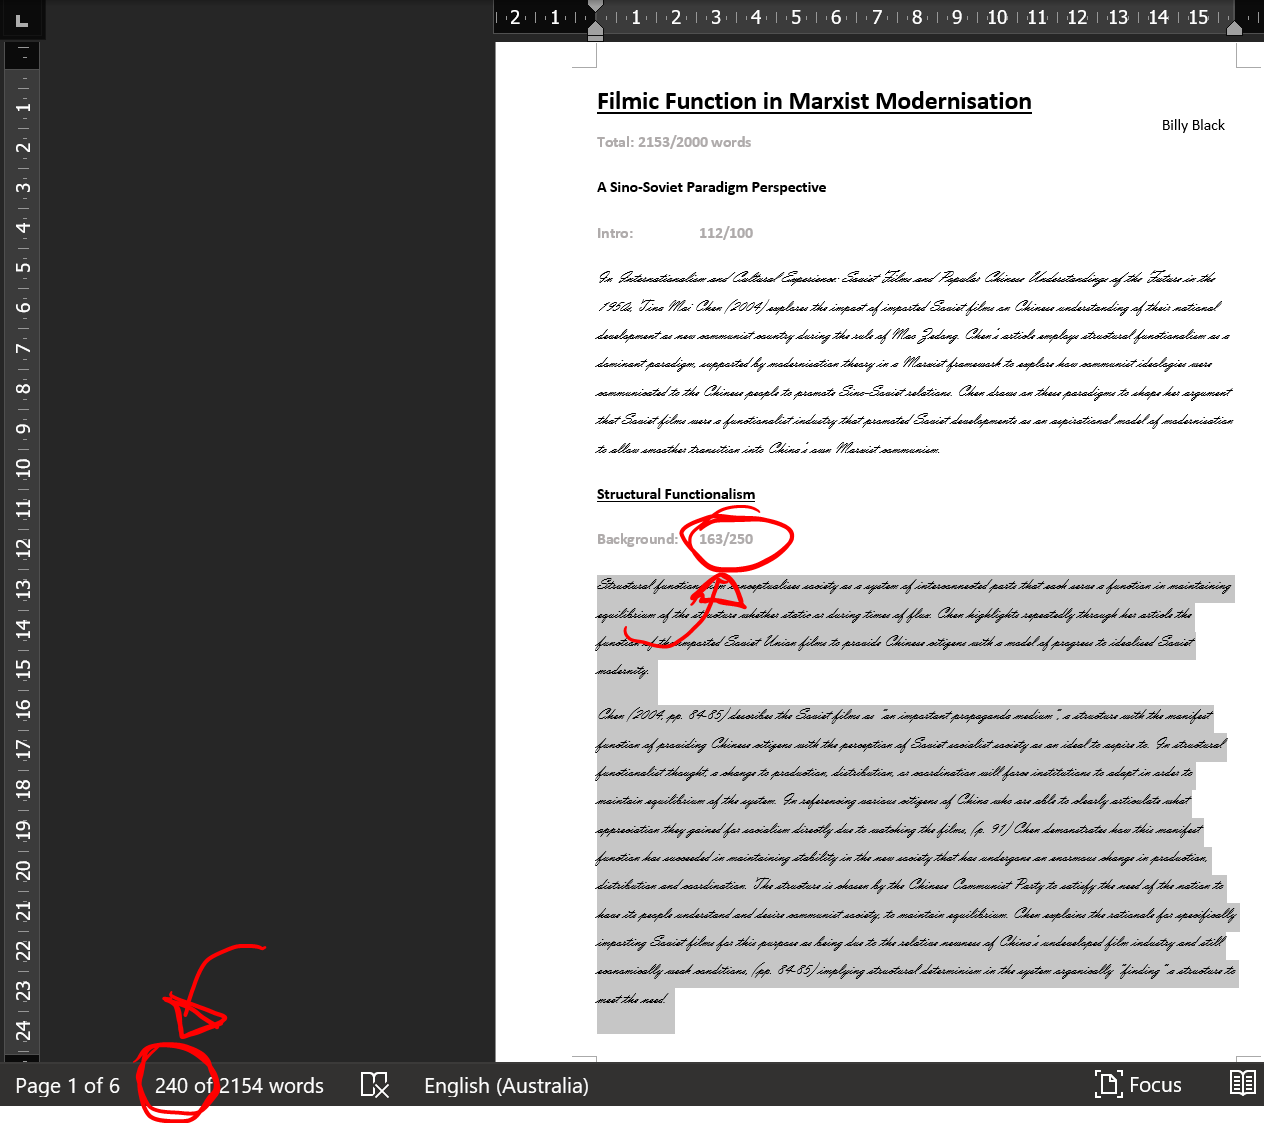 2 1 1 2 3 4 5 6 7 8 9 10 11 12 13 14 15
1
2
3
4
5
6
7
8
9
10
11
12
13
14
15
16
17
18
19
20
21
22
23
24
Filmic Function in Marxist Modernisation
Billy Black
Total: 2153/2000 words
A Sino-Soviet Paradigm Perspective
Intro: 112/100
In Internationalism and Cultural Experience: Soviet Films and Popular Chinese Understandings of the Future in the
1950s, Tina Mai Chen (2004) explores the impact of imported Soviet films on Chinese understanding of their national
development as new communist country during the rule of Mao Zedong. Chen's article employs structural functionalism as a
dominant paradigm, supported by modernisation theory in a Marxist framework to explore how communist ideologies were
communicated to the Chinese people to promote Sino-Soviet relations. Chen draws on these paradigms to shape her argument
that Soviet films were a functionalist industry that promoted Soviet developments as an aspirational model of modernisation
to allow smoother transition into China's own Marxist communism.
Structural Functionalism
Background: 163/250
Structural functionalism conceptualises society as a system of interconnected parts that each serve a function in maintaining
equilibrium of the structure whether static or during times of flux. Chen highlights repeatedly through her article the
function of the imported Soviet Union films to provide Chinese citizens with a model of progress to idealised Soviet
modernity.
Chen (2004, pp. 84-85) describes the Soviet films as "an important propaganda medium", a structure with the manifest
function of providing Chinese citizens with the perception of Soviet socialist society as an ideal to aspire to. In structural
functionalist thought, a change to production, distribution, or coordination will force institutions to adapt in order to
maintain equilibrium of the system. In referencing various citizens of China who are able to clearly articulate what
appreciation they gained for socialism directly due to watching the films, (p. 91) Chen demonstrates how this manifest
function has succeeded in maintaining stability in the new society that has undergone an enormous change in production,
distribution and coordination. The structure is chosen by the Chinese Communist Party to satisfy the need of the nation to
have its people understand and desire communist society, to maintain equilibrium. Chen explains the rationale for specifically
importing Soviet films for this purpose as being due to the relative newness of China's undeveloped film industry and still
economically weak conditions, (pp. 84-85) implying structural determinism in the system organically "finding" a structure to
meet the need.
Page 1 of 6 240 of 2154 words English (Australia) Focus